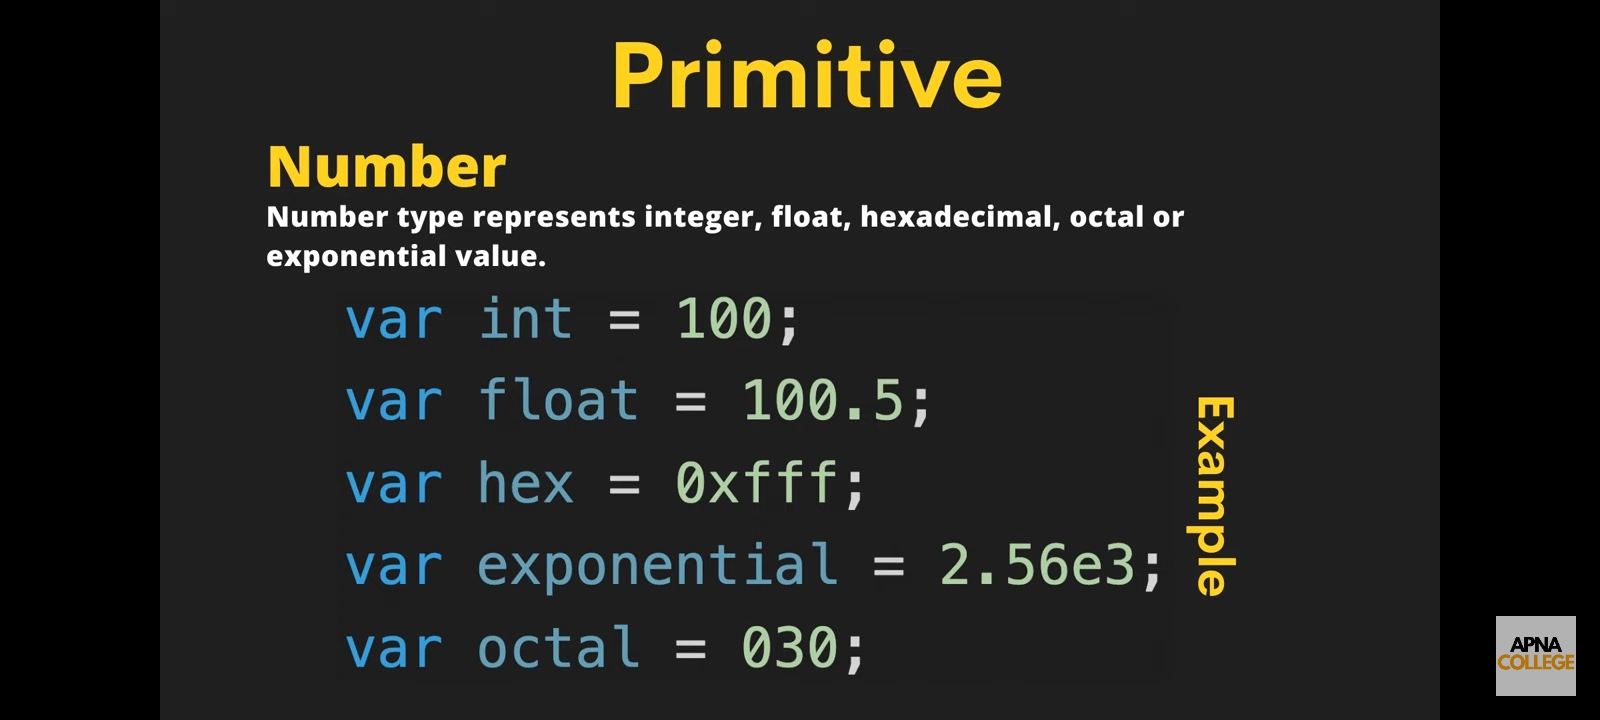 Primitive
Number
Number type represents integer, float, hexadecimal, octal or
exponential value.
var int = 100;
var float = 100.5;
var hex = 0xfff;
var exponential = 2.56e3;
var octal = 030;
Example
APNA
COLLEGE